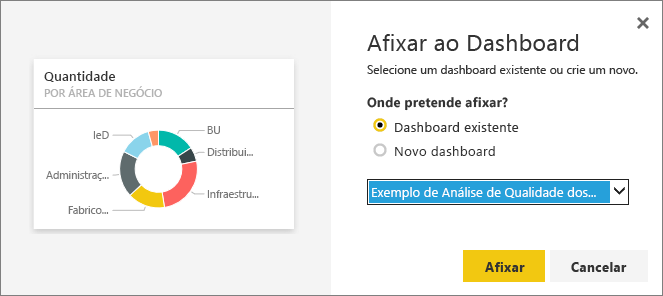 Quantidade
POR ÁREA DE NEGÓCIO
IeD
BU
Distribui...
Administraç...
Infraestru...
Fabrico...
Afixar ao Dashboard
Selecione um dashboard existente ou crie um novo.
Onde pretende afixar?
Dashboard existente
Novo dashboard
Exemplo de Análise de Qualidade dos...
Afixar
Cancelar